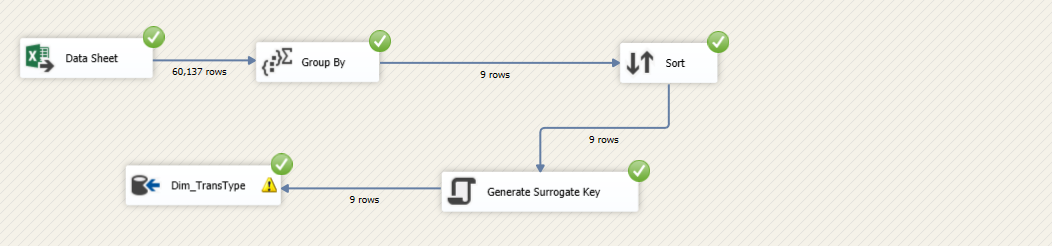 Data Sheet
60,137 rows
Group By
9 rows
Sort
9 rows
Generate Surrogate Key
9 rows
Dim_TransType